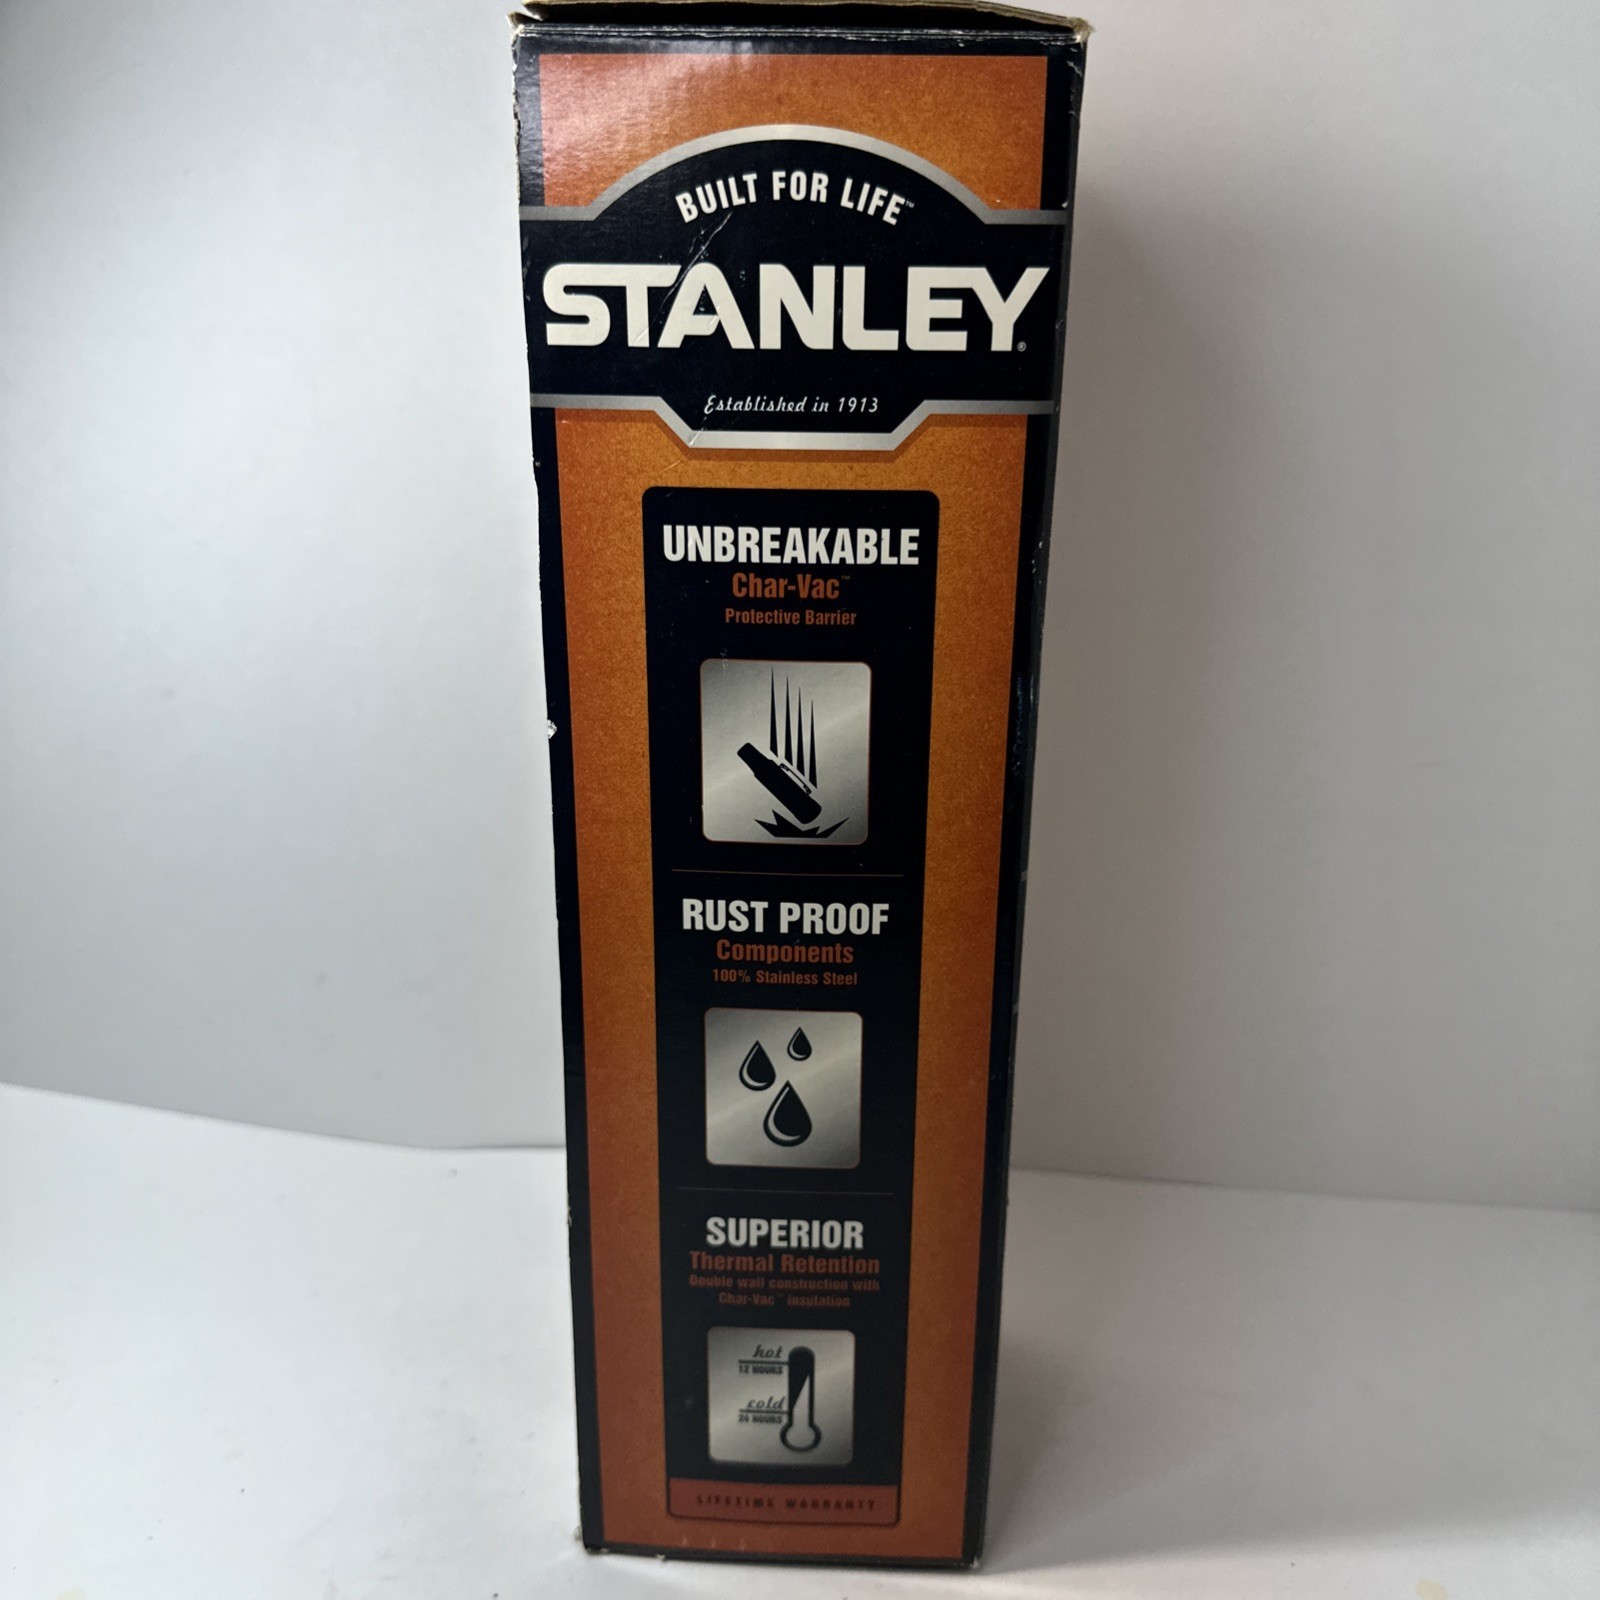 BUILT FOR LIFE™
STANLEY®
Established in 1913
UNBREAKABLE
Char-Vac™
Protective Barrier
RUST PROOF
Components
100% Stainless Steel
SUPERIOR
Thermal Retention
Double wall construction with
Char-Vac™ insulation
hot
12 HOURS
cold
24 HOURS
LIFETIME WARRANTY